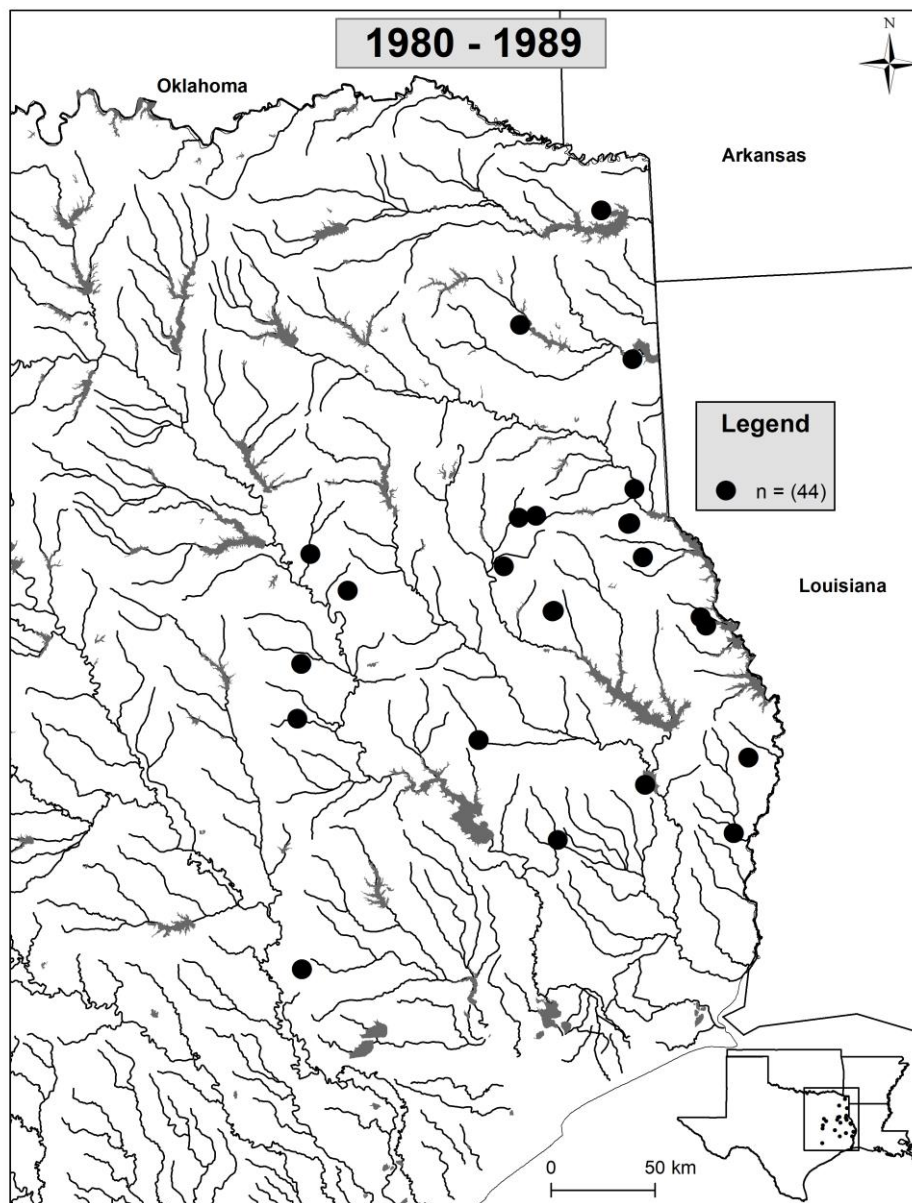 1980 - 1989
N
Oklahoma
Arkansas
Legend
n = (44)
Louisiana
0 50 km